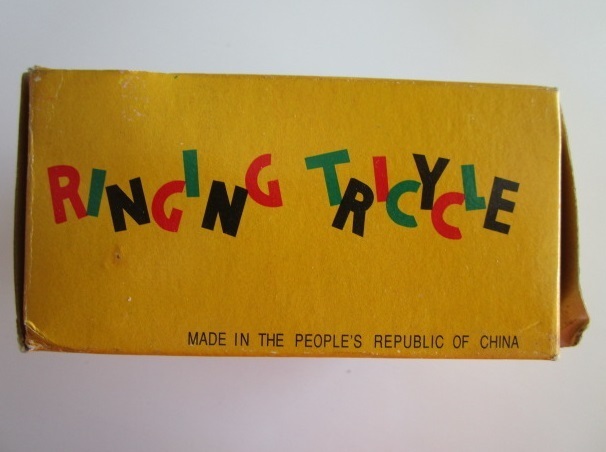 RINGING TRICYCLE
MADE IN THE PEOPLE'S REPUBLIC OF CHINA